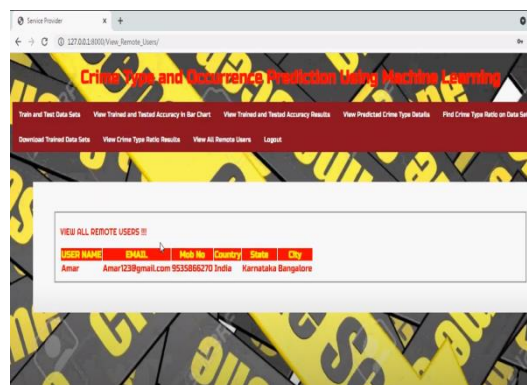 Service Provider
127.0.0.1:8000/View_Remote_Users/
Crime Type and Occurrence Prediction Using Machine Learning
Train and Test Data Sets View Trained and Tested Accuracy in Bar Chart View Trained and Tested Accuracy Results View Predicted Crime Type Details Find Crime Type Ratio on Data Set
Download Trained Data Sets View Crime Type Ratio Results View All Remote Users Logout
VIEW ALL REMOTE USERS !!!
USER NAME EMAIL Mob No Country State City
Amar Amar123@gmail.com 9535866270 India Karnataka Bangalore